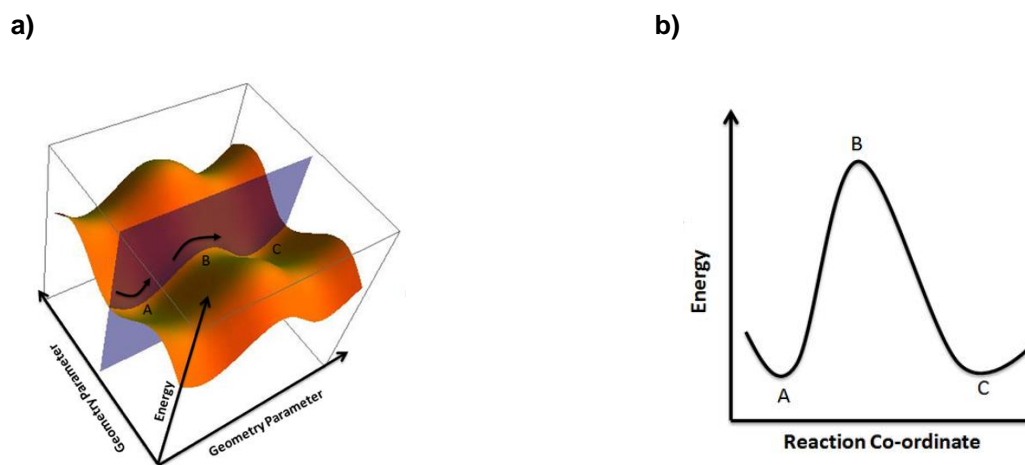 a)
b)
A
B
C
Geometry Parameter
Energy
Geometry Parameter
Energy
A
B
C
Reaction Co-ordinate